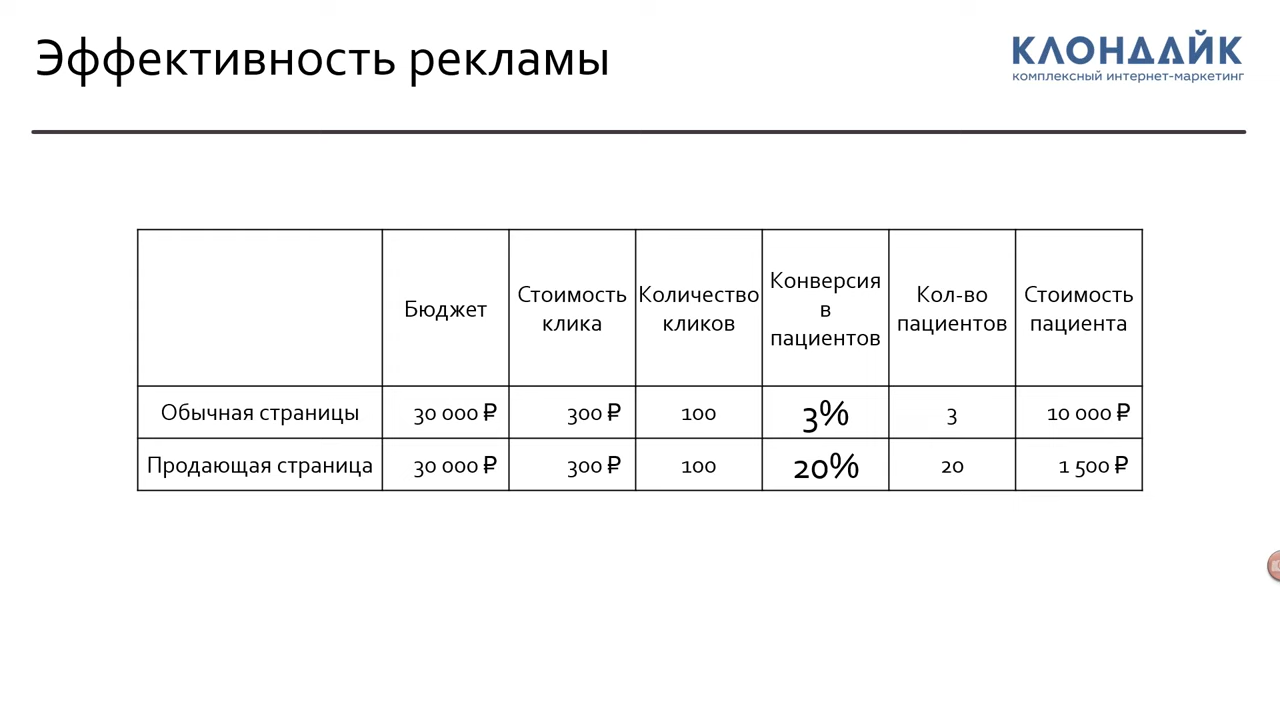 Эффективность рекламы
КЛОНДАЙК
комплексный интернет-маркетинг
Бюджет
Стоимость
клика
Количество
кликов
Конверсия
в
пациентов
Кол-во
пациентов
Стоимость
пациента
Обычная страницы 30 000 ₽ 300 ₽ 100 3% 3 10 000 ₽
Продающая страница 30 000 ₽ 300 ₽ 100 20% 20 1 500 ₽